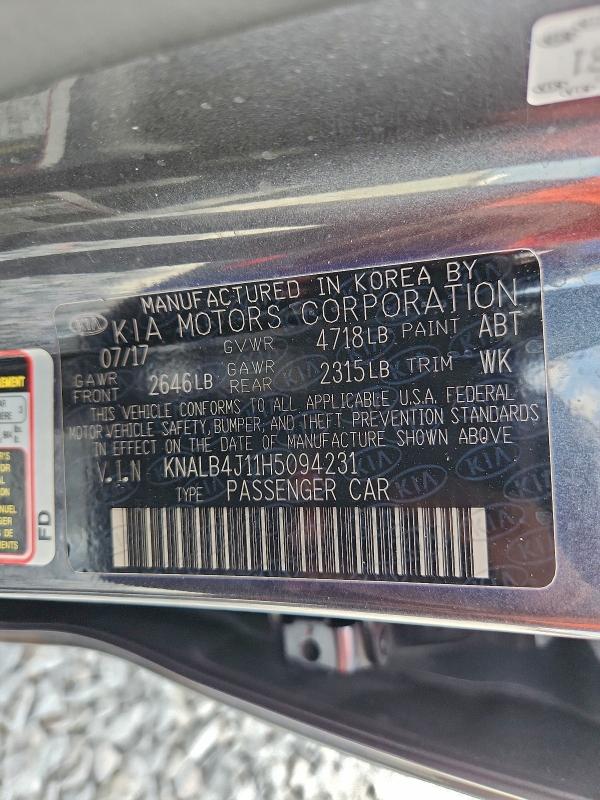 MANUFACTURED IN KOREA BY
KIA KIA MOTORS CORPORATION
07/17 GVWR 4718LB PAINT ABT
GAWR FRONT 2646LB GAWR REAR 2315LB TRIM WK
THIS VEHICLE CONFORMS TO ALL APPLICABLE U.S.A. FEDERAL
MOTOR VEHICLE SAFETY, BUMPER, AND THEFT PREVENTION STANDARDS
IN EFFECT ON THE DATE OF MANUFACTURE SHOWN ABOVE
V.I.N KNALB4J11H5094231
TYPE PASSENGER CAR
FD